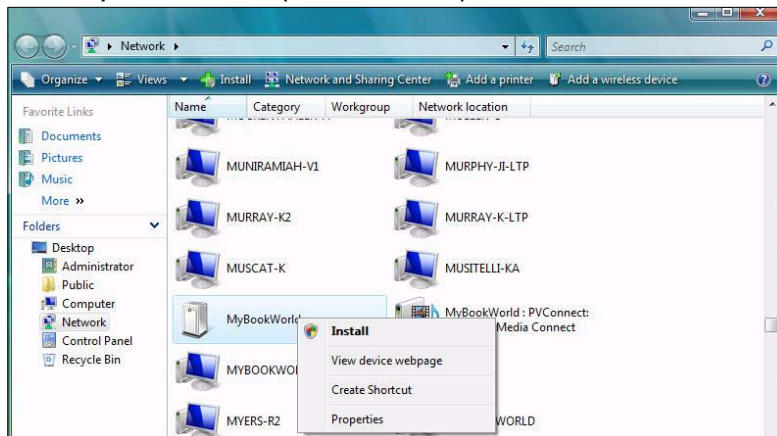 Network
Search
Organize Views Install Network and Sharing Center Add a printer Add a wireless device
Favorite Links
Documents
Pictures
Music
More »
Folders
Desktop
Administrator
Public
Computer
Network
Control Panel
Recycle Bin
Name Category Workgroup Network location
MUNIRAMIAH-V1 MURPHY-JI-LTP
MURRAY-K2 MURRAY-K-LTP
MUSCAT-K MUSITELLI-KA
MyBookWorld MyBookWorld : PVConnect:
Media Connect
Install
View device webpage
Create Shortcut
Properties
MYERS-R2